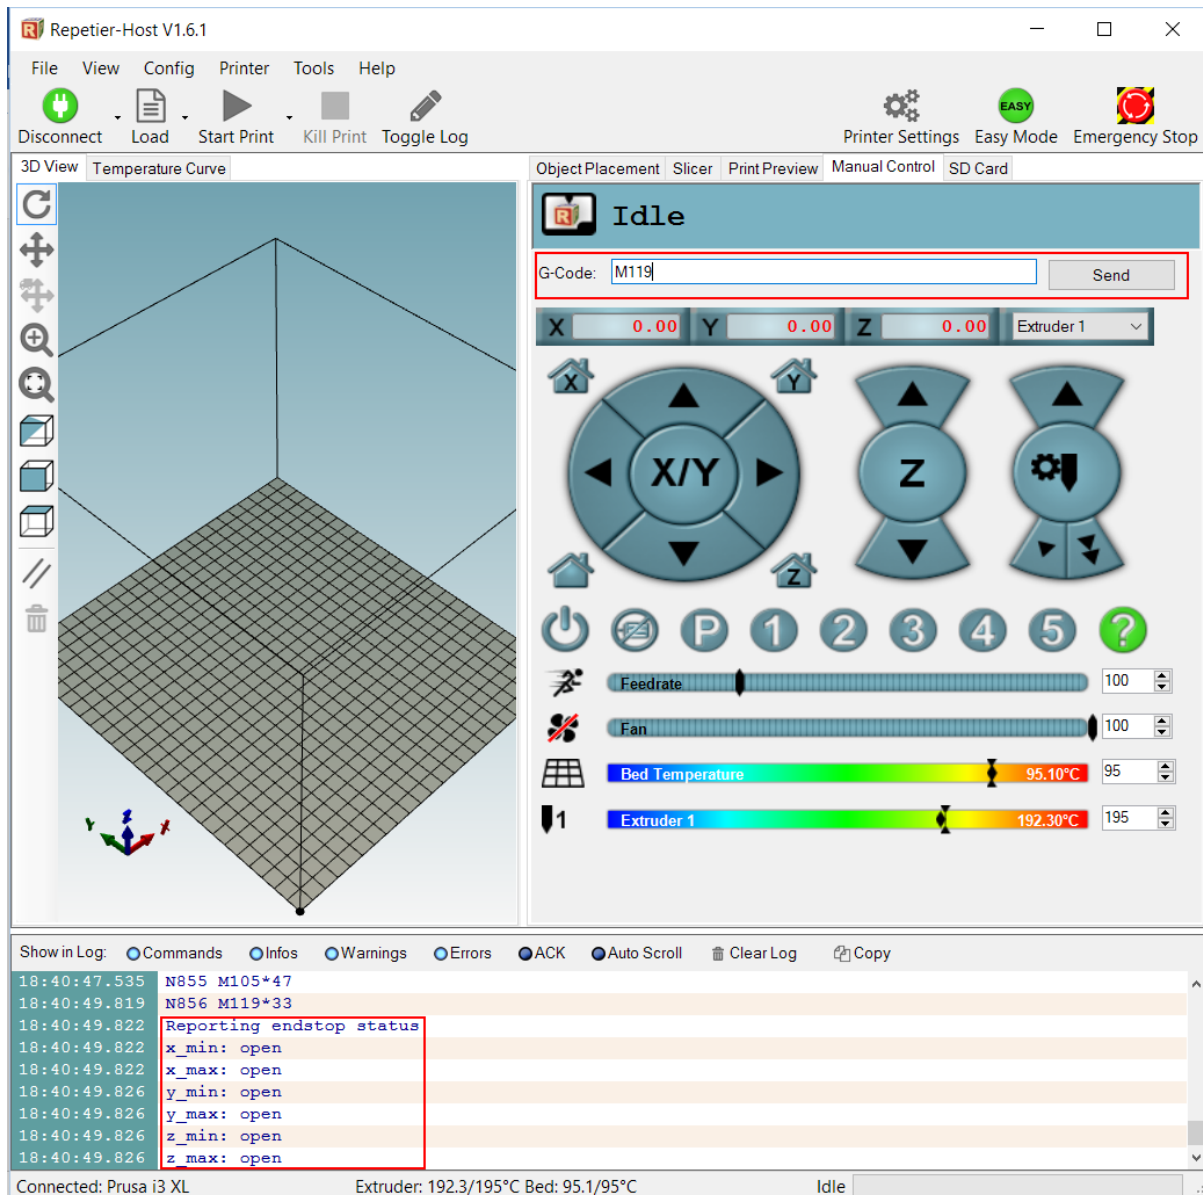 Repetier-Host V1.6.1
File View Config Printer Tools Help
Disconnect Load Start Print Kill Print Toggle Log Printer Settings Easy Mode Emergency Stop
EASY
3D View Temperature Curve
Object Placement Slicer Print Preview Manual Control SD Card
R Idle
G-Code: M119 Send
X 0.00 Y 0.00 Z 0.00 Extruder 1
X Y
X/Y Z
Z
P 1 2 3 4 5 ?
Feedrate 100
Fan 100
Bed Temperature 95.10°C 95
1 Extruder 1 192.30°C 195
Y Z X
Show in Log: Commands Infos Warnings Errors ACK Auto Scroll Clear Log Copy
18:40:47.535 N855 M105*47
18:40:49.819 N856 M119*33
18:40:49.822 Reporting endstop status
18:40:49.822 x_min: open
18:40:49.822 x_max: open
18:40:49.826 y_min: open
18:40:49.826 y_max: open
18:40:49.826 z_min: open
18:40:49.826 z_max: open
Connected: Prusa i3 XL Extruder: 192.3/195°C Bed: 95.1/95°C Idle